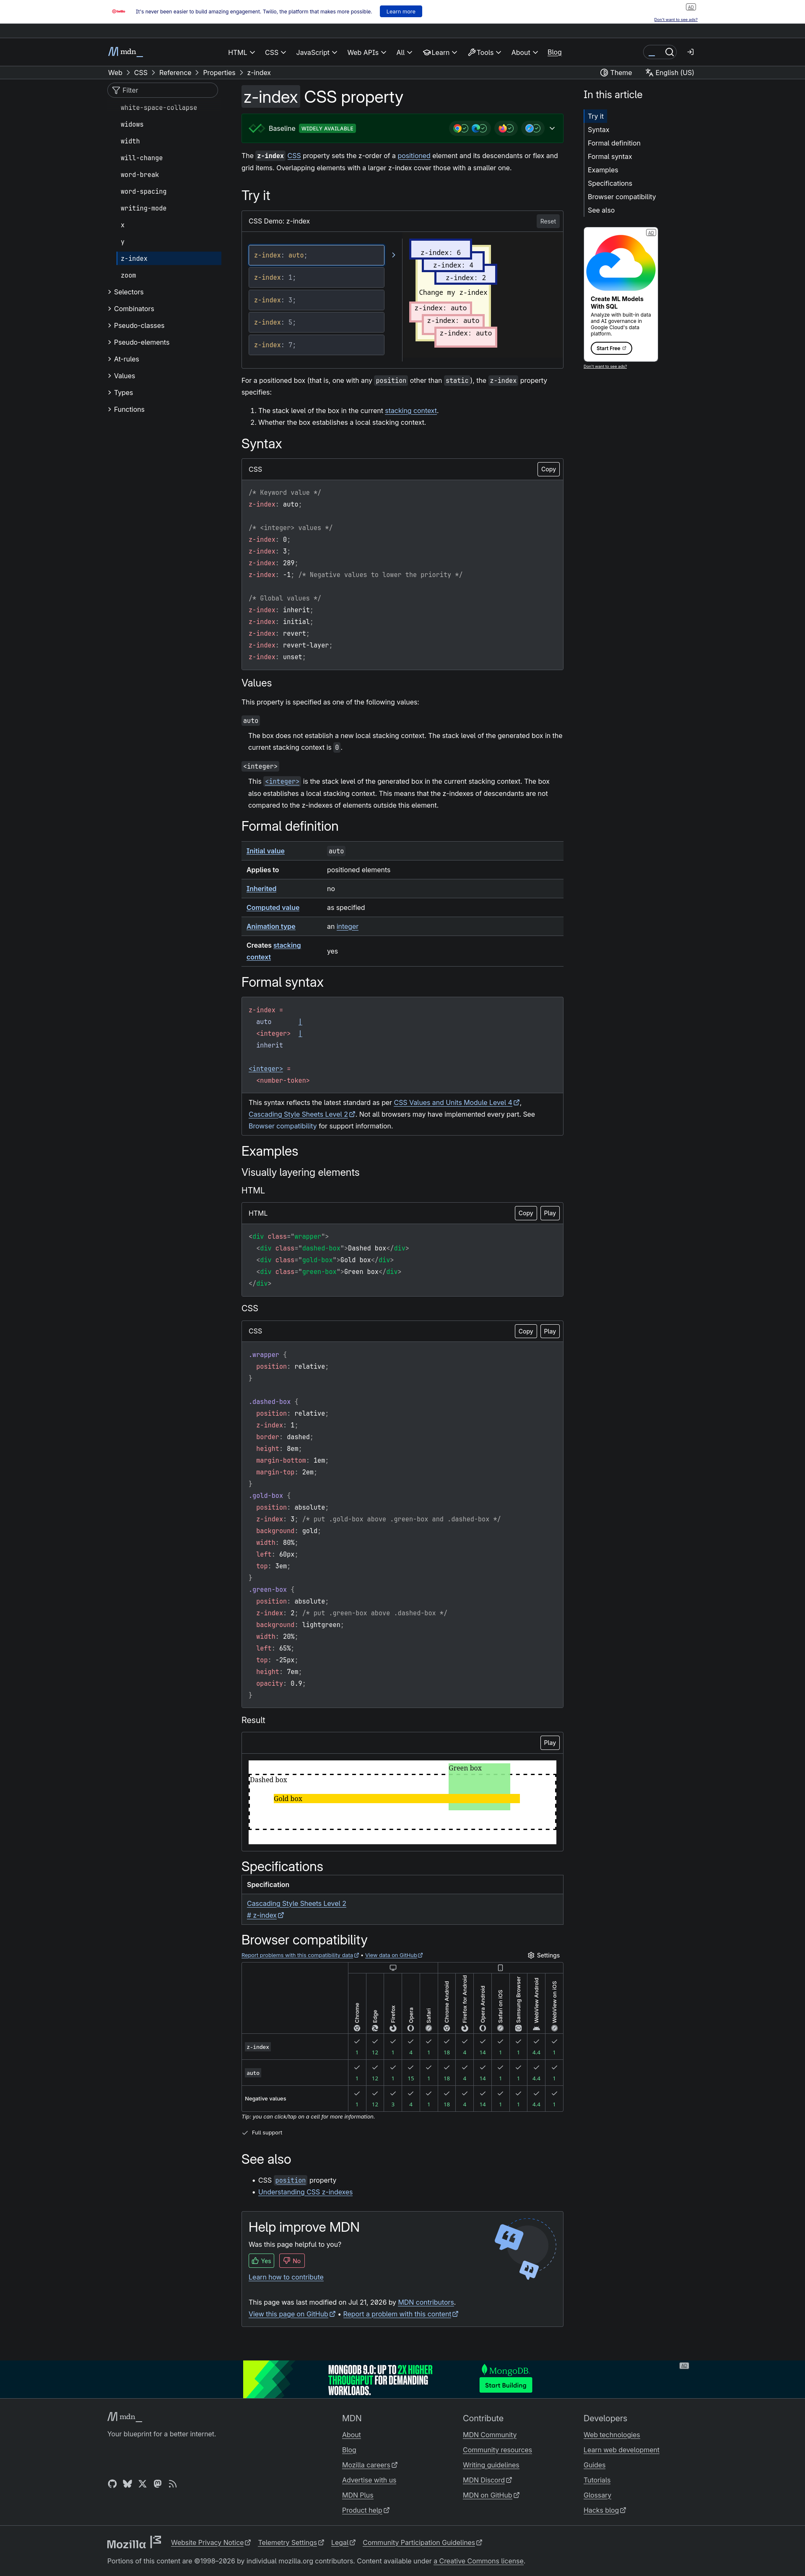 It's never been easier to build amazing engagement. Twilio, the platform that makes more possible.
Learn more
AD
Don't want to see ads?
mdn_
HTML
CSS
JavaScript
Web APIs
All
Learn
Tools
About
Blog
Web
CSS
Reference
Properties
z-index
Theme
English (US)
Filter
white-space-collapse
widows
width
will-change
word-break
word-spacing
writing-mode
x
y
z-index
zoom
Selectors
Combinators
Pseudo-classes
Pseudo-elements
At-rules
Values
Types
Functions
z-index CSS property
Baseline WIDELY AVAILABLE
The z-index CSS property sets the z-order of a positioned element and its descendants or flex and
grid items. Overlapping elements with a larger z-index cover those with a smaller one.
Try it
CSS Demo: z-index
Reset
z-index: auto;
z-index: 1;
z-index: 3;
z-index: 5;
z-index: 7;
z-index: 6
z-index: 4
z-index: 2
Change my z-index
z-index: auto
z-index: auto
z-index: auto
For a positioned box (that is, one with any position other than static), the z-index property
specifies:
1. The stack level of the box in the current stacking context.
2. Whether the box establishes a local stacking context.
Syntax
CSS
Copy
/* Keyword value */
z-index: auto;
/* <integer> values */
z-index: 0;
z-index: 3;
z-index: 289;
z-index: -1; /* Negative values to lower the priority */
/* Global values */
z-index: inherit;
z-index: initial;
z-index: revert;
z-index: revert-layer;
z-index: unset;
Values
This property is specified as one of the following values:
auto
The box does not establish a new local stacking context. The stack level of the generated box in the
current stacking context is 0.
<integer>
This <integer> is the stack level of the generated box in the current stacking context. The box
also establishes a local stacking context. This means that the z-indexes of descendants are not
compared to the z-indexes of elements outside this element.
Formal definition
Initial value auto
Applies to positioned elements
Inherited no
Computed value as specified
Animation type an integer
Creates stacking
context
yes
Formal syntax
z-index =
auto |
<integer> |
inherit
<integer> =
<number-token>
This syntax reflects the latest standard as per CSS Values and Units Module Level 4,
Cascading Style Sheets Level 2. Not all browsers may have implemented every part. See
Browser compatibility for support information.
Examples
Visually layering elements
HTML
HTML
Copy
Play
<div class="wrapper">
<div class="dashed-box">Dashed box</div>
<div class="gold-box">Gold box</div>
<div class="green-box">Green box</div>
</div>
CSS
CSS
Copy
Play
.wrapper {
position: relative;
}
.dashed-box {
position: relative;
z-index: 1;
border: dashed;
height: 8em;
margin-bottom: 1em;
margin-top: 2em;
}
.gold-box {
position: absolute;
z-index: 3; /* put .gold-box above .green-box and .dashed-box */
background: gold;
width: 80%;
left: 60px;
top: 3em;
}
.green-box {
position: absolute;
z-index: 2; /* put .green-box above .dashed-box */
background: lightgreen;
width: 20%;
left: 65%;
top: -25px;
height: 7em;
opacity: 0.9;
}
Result
Play
Green box
Dashed box
Gold box
Specifications
Specification
Cascading Style Sheets Level 2
# z-index
Browser compatibility
Report problems with this compatibility data • View data on GitHub
Settings
Chrome
Edge
Firefox
Opera
Safari
Chrome Android
Firefox for Android
Opera Android
Safari on iOS
Samsung Browser
WebView Android
WebView on iOS
z-index
1 12 1 4 1 18 4 14 1 1 4.4 1
auto
1 12 1 15 1 18 4 14 1 1 4.4 1
Negative values
1 12 3 4 1 18 4 14 1 1 4.4 1
Tip: you can click/tap on a cell for more information.
Full support
See also
• CSS position property
• Understanding CSS z-indexes
Help improve MDN
Was this page helpful to you?
Yes
No
Learn how to contribute
This page was last modified on Jul 21, 2026 by MDN contributors.
View this page on GitHub • Report a problem with this content
In this article
Try it
Syntax
Formal definition
Formal syntax
Examples
Specifications
Browser compatibility
See also
AD
Create ML Models
With SQL
Analyze with built-in data
and AI governance in
Google Cloud's data
platform.
Start Free
Don't want to see ads?
MONGODB 9.0: UP TO 2X HIGHER
THROUGHPUT FOR DEMANDING
WORKLOADS.
MongoDB
Start Building
AD
mdn_
Your blueprint for a better internet.
MDN
About
Blog
Mozilla careers
Advertise with us
MDN Plus
Product help
Contribute
MDN Community
Community resources
Writing guidelines
MDN Discord
MDN on GitHub
Developers
Web technologies
Learn web development
Guides
Tutorials
Glossary
Hacks blog
Mozilla
Website Privacy Notice
Telemetry Settings
Legal
Community Participation Guidelines
Portions of this content are ©1998–2026 by individual mozilla.org contributors. Content available under a Creative Commons license.